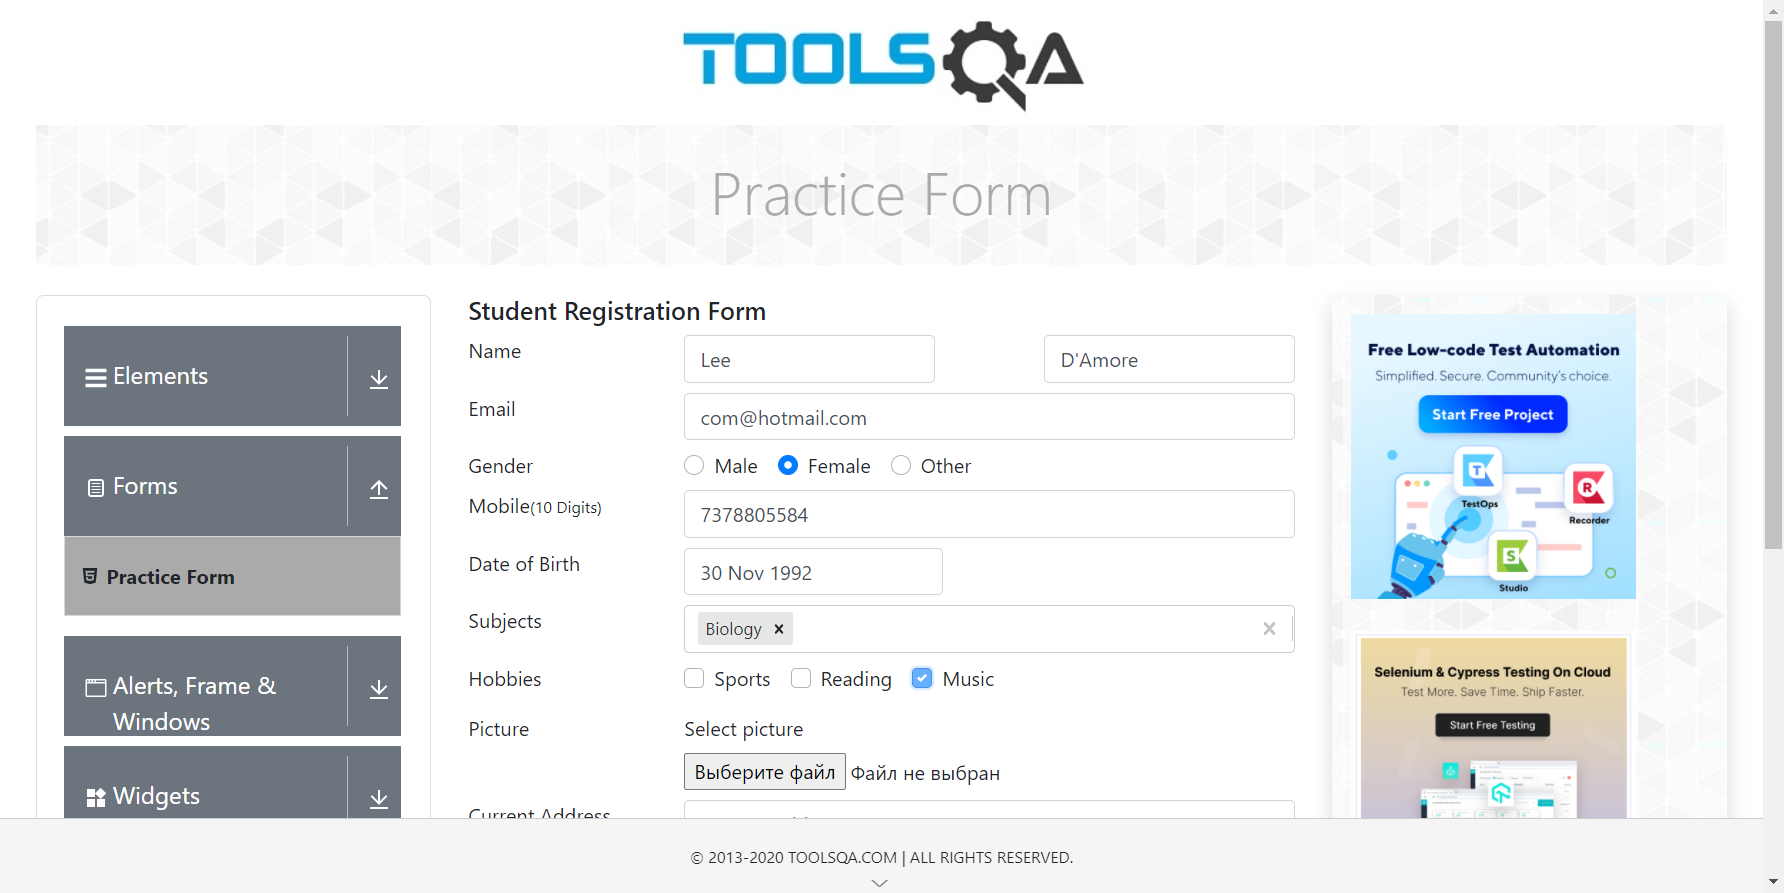 TOOLSQA
Practice Form
Elements
Forms
Practice Form
Alerts, Frame &
Windows
Widgets
Student Registration Form
Name
Lee
D'Amore
Email
com@hotmail.com
Gender
Male
Female
Other
Mobile(10 Digits)
7378805584
Date of Birth
30 Nov 1992
Subjects
Biology
Hobbies
Sports
Reading
Music
Picture
Select picture
Выберите файл Файл не выбран
Current Address
Free Low-code Test Automation
Simplified. Secure. Community's choice.
Start Free Project
TestOps
Recorder
Studio
Selenium & Cypress Testing On Cloud
Test More. Save Time. Ship Faster.
Start Free Testing
© 2013-2020 TOOLSQA.COM | ALL RIGHTS RESERVED.